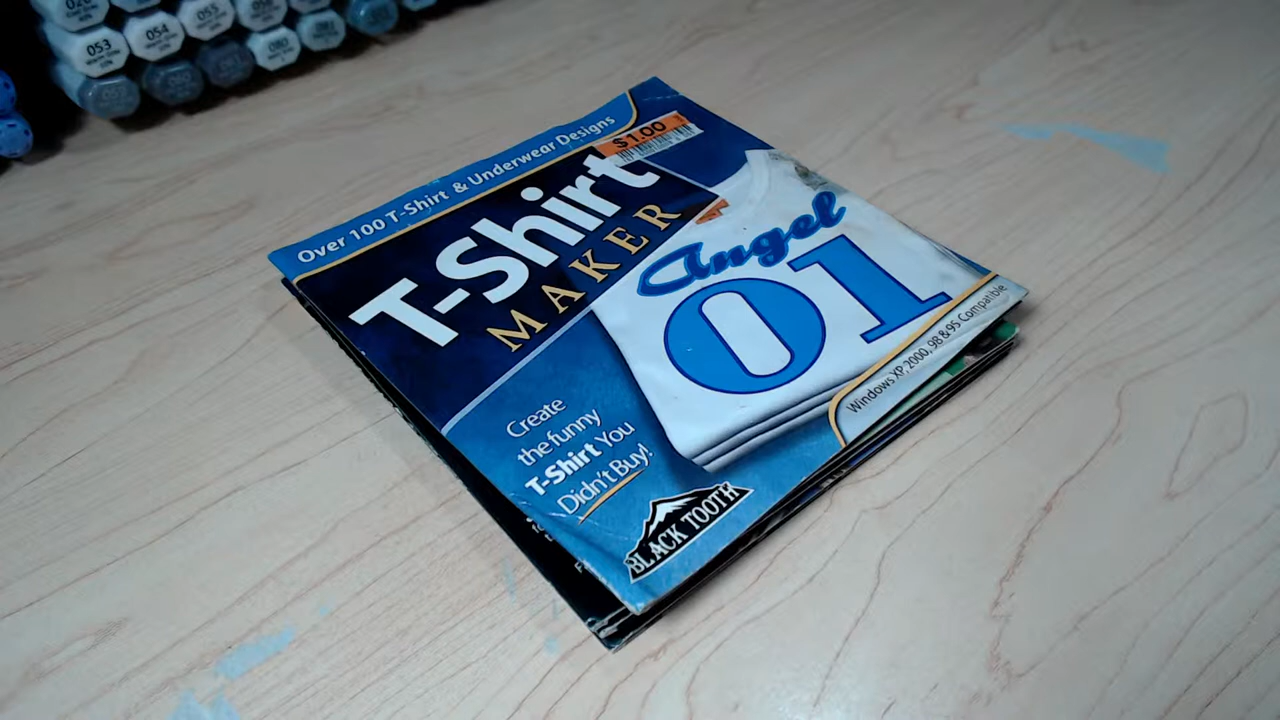 053
054
055
Over 100 T-Shirt & Underwear Designs
$1.00
T-Shirt
MAKER
Angel
01
Windows XP, 2000, 98 & 95 Compatible
Create
the funny
T-Shirt You
Didn't Buy!
BLACK TOOTH